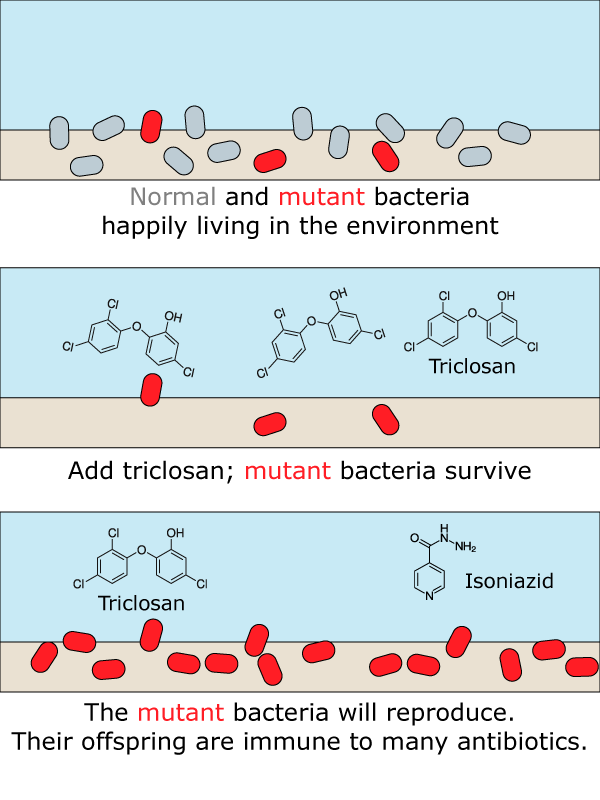 Normal and mutant bacteria
happily living in the environment
Cl
OH
O
Cl
Cl
OH
Cl
O
Cl
Cl
Cl
OH
O
Cl
Cl
Triclosan
Add triclosan; mutant bacteria survive
Cl
OH
O
Cl
Cl
Triclosan
H
O
N
NH₂
N
Isoniazid
The mutant bacteria will reproduce.
Their offspring are immune to many antibiotics.